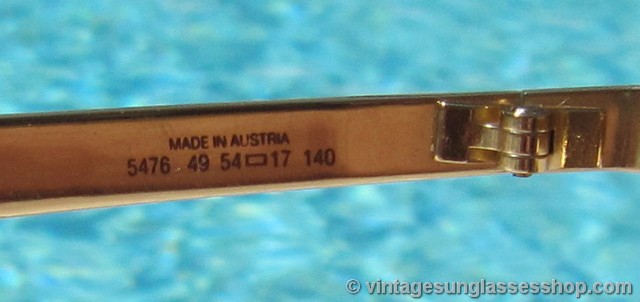 MADE IN AUSTRIA
5476 49 54▭17 140
© vintagesunglassesshop.com